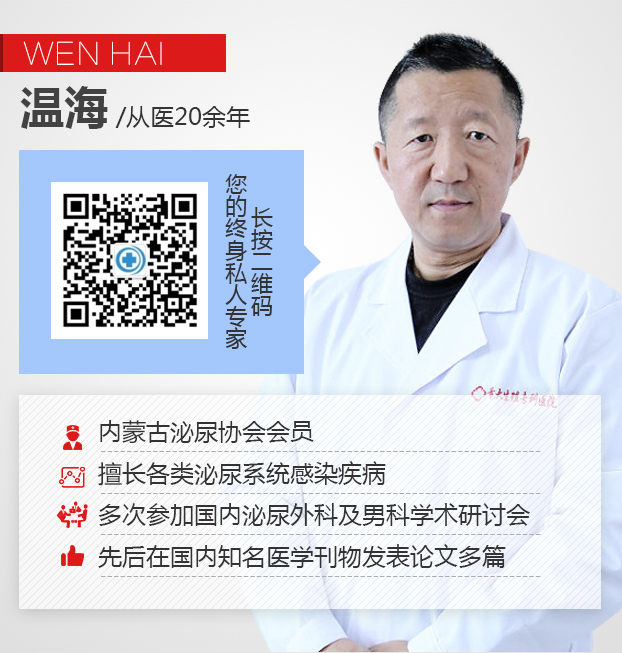 WEN HAI
温海 /从医20余年
您的终身私人专家
长按二维码
内蒙古泌尿协会会员
擅长各类泌尿系统感染疾病
多次参加国内泌尿外科及男科学术研讨会
先后在国内知名医学刊物发表论文多篇